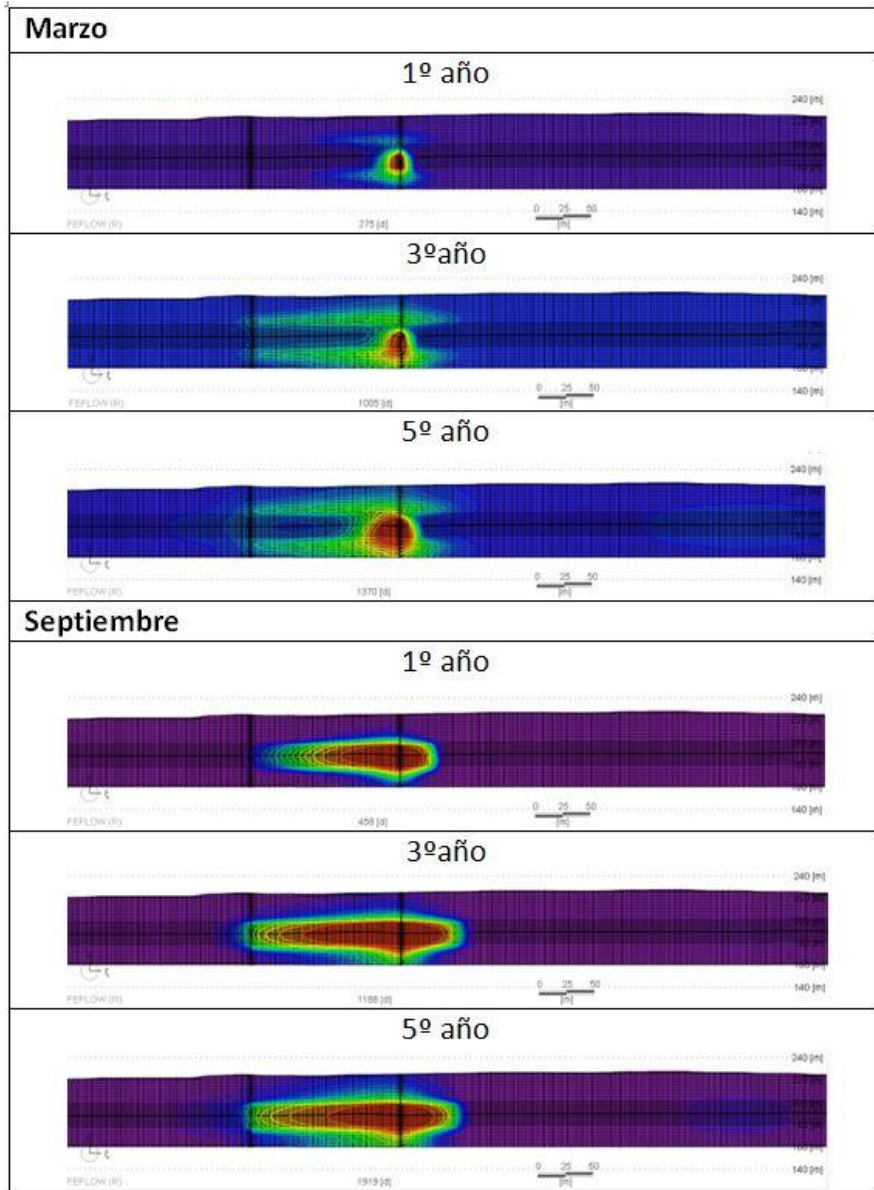 Marzo
1º año
240 [m]
140 [m]
0 25 50
[m]
FEFLOW (R)
275 [d]
3ºaño
240 [m]
140 [m]
0 25 50
[m]
FEFLOW (R)
1005 [d]
5º año
240 [m]
140 [m]
0 25 50
[m]
FEFLOW (R)
1370 [d]
Septiembre
1º año
240 [m]
140 [m]
0 25 50
[m]
FEFLOW (R)
458 [d]
3ºaño
240 [m]
140 [m]
0 25 50
[m]
FEFLOW (R)
1188 [d]
5º año
240 [m]
140 [m]
0 25 50
[m]
FEFLOW (R)
1919 [d]